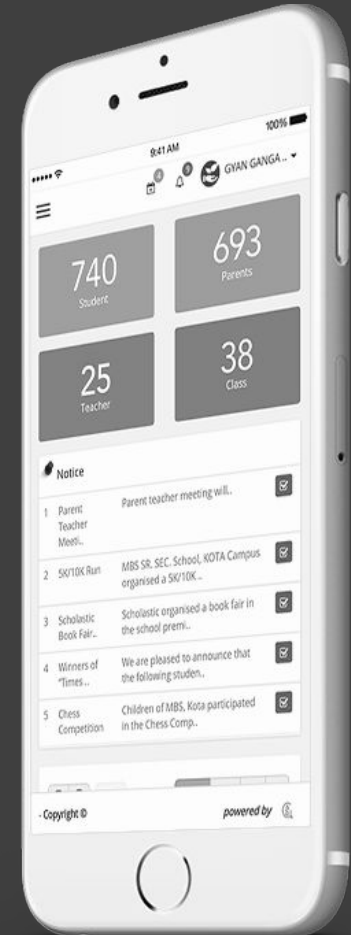 9:41 AM
100%
4
9
GYAN GANGA ..
740
Student
693
Parents
25
Teacher
38
Class
Notice
1 Parent Teacher Meeti.. Parent teacher meeting will..
2 5K/10K Run MBS SR. SEC. School, KOTA Campus
organised a 5K/10K ..
3 Scholastic Book Fair.. Scholastic organised a book fair in
the school premi..
4 Winners of "Times .. We are pleased to announce that
the following studen..
5 Chess Competition Children of MBS, Kota participated
in the Chess Comp..
- Copyright © powered by